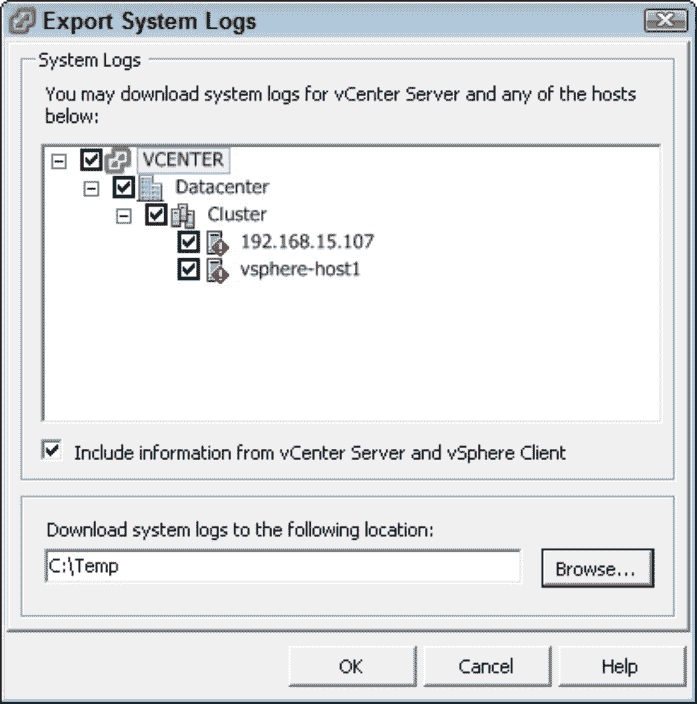 Export System Logs
System Logs
You may download system logs for vCenter Server and any of the hosts
below:
VCENTER
Datacenter
Cluster
192.168.15.107
vsphere-host1
Include information from vCenter Server and vSphere Client
Download system logs to the following location:
C:\Temp
Browse...
OK
Cancel
Help